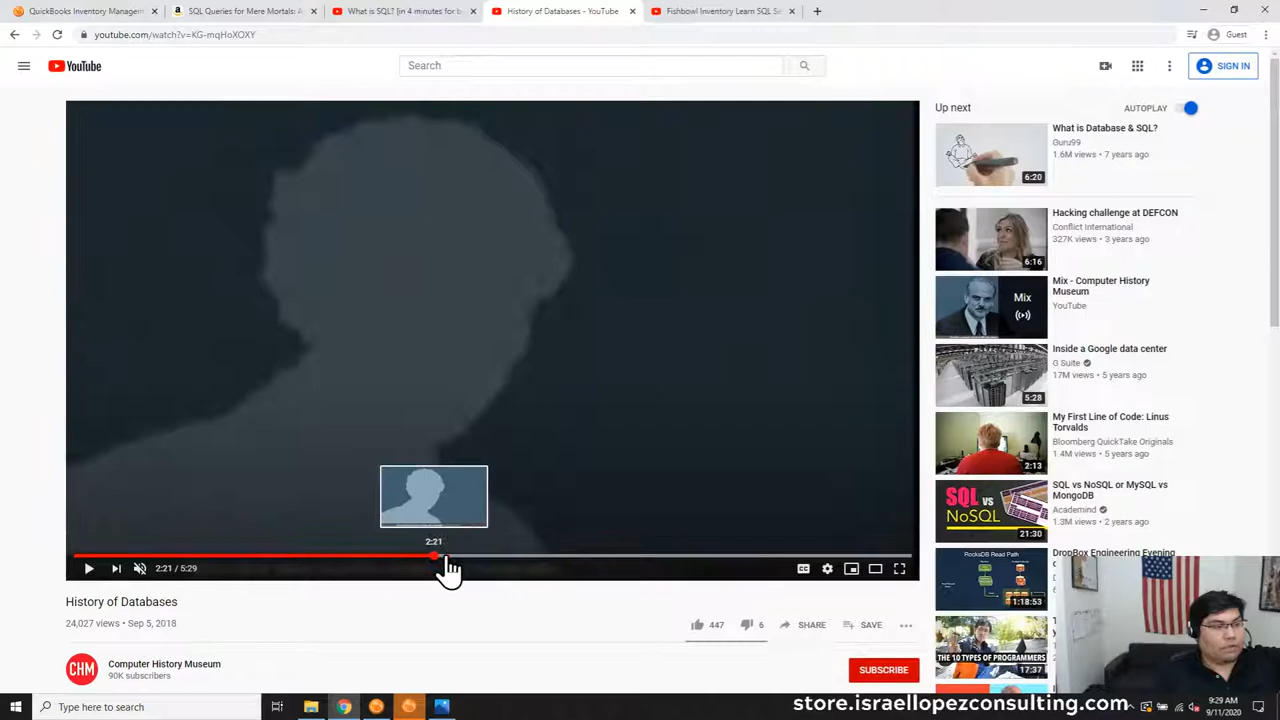 QuickBooks Inventory Managem
SQL Queries for Mere Mortals: A
What is SQL? [in 4 minutes for b
History of Databases - YouTube
Fishbowl Inventory Learn SQL Se
youtube.com/watch?v=KG-mqHoXOXY
Guest
YouTube
Search
SIGN IN
Up next
AUTOPLAY
What is Database & SQL?
Guru99
1.6M views • 7 years ago
6:20
Hacking challenge at DEFCON
Conflict International
327K views • 3 years ago
6:16
Mix - Computer History
Museum
YouTube
Mix
Inside a Google data center
G Suite
17M views • 5 years ago
5:28
My First Line of Code: Linus
Torvalds
Bloomberg QuickTake Originals
1.4M views • 5 years ago
2:13
SQL vs NoSQL or MySQL vs
MongoDB
Academind
1.3M views • 2 years ago
SQL vs
NoSQL
21:30
DropBox Engineering Evening
RocksDB Read Path
1:18:53
THE 10 TYPES OF PROGRAMMERS
17:37
2:21
2:21 / 5:29
History of Databases
24,027 views • Sep 5, 2018
447
6
SHARE
SAVE
CHM
Computer History Museum
90K subscribers
SUBSCRIBE
store.israellopezconsulting.com
Type here to search
9:29 AM
9/11/2020